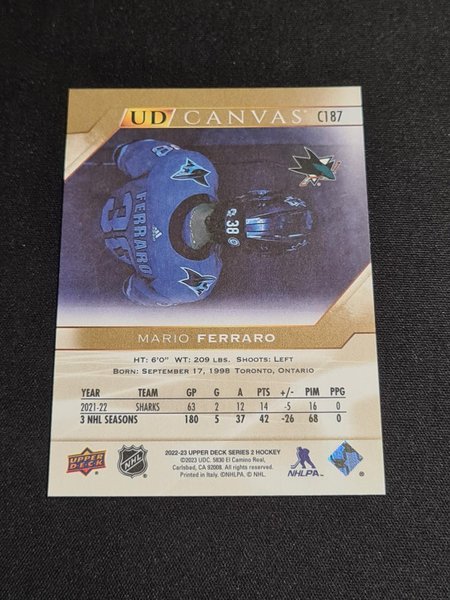 UD CANVAS C187
FERRARO
38
38
MARIO FERRARO
HT: 6'0" WT: 209 LBS. SHOOTS: LEFT
BORN: SEPTEMBER 17, 1998 TORONTO, ONTARIO
YEAR TEAM GP G A PTS +/- PIM PPG
2021-22 SHARKS 63 2 12 14 -5 16 0
3 NHL SEASONS 180 5 37 42 -26 68 0
2022-23 UPPER DECK SERIES 2 HOCKEY
©2023 UDC. 5830 El Camino Real,
Carlsbad, CA 92008. All rights reserved.
Printed in Italy. ©NHLPA. © NHL.
UPPER DECK
NHL
NHLPA